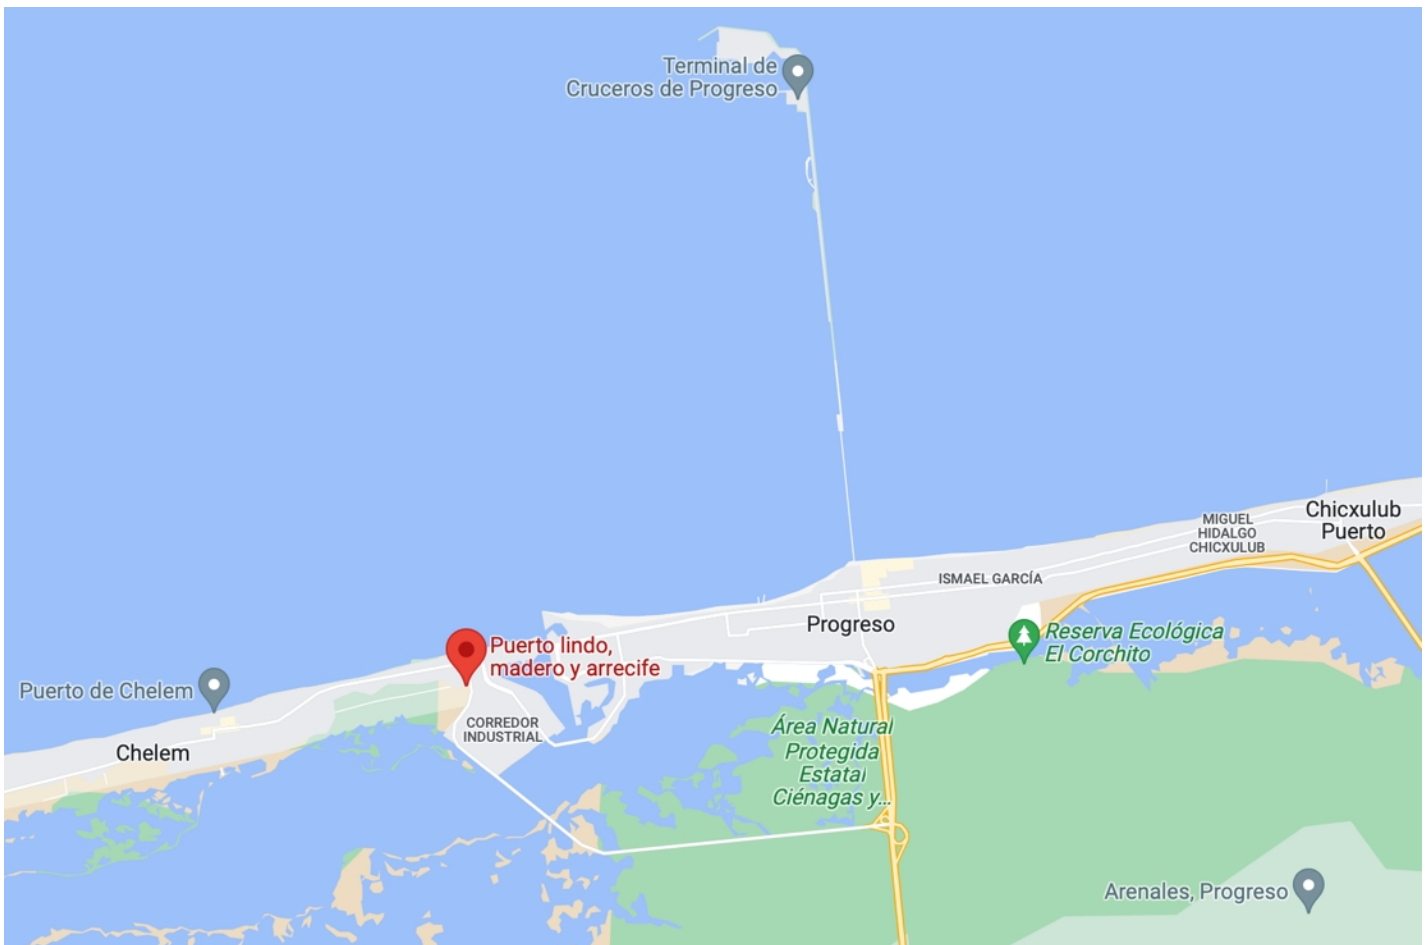 Terminal de
Cruceros de Progreso
Chicxulub
Puerto
MIGUEL
HIDALGO
CHICXULUB
ISMAEL GARCÍA
Progreso
Reserva Ecológica
El Corchito
Puerto lindo,
madero y arrecife
Puerto de Chelem
CORREDOR
INDUSTRIAL
Chelem
Área Natural
Protegida
Estatal
Ciénagas y...
Arenales, Progreso